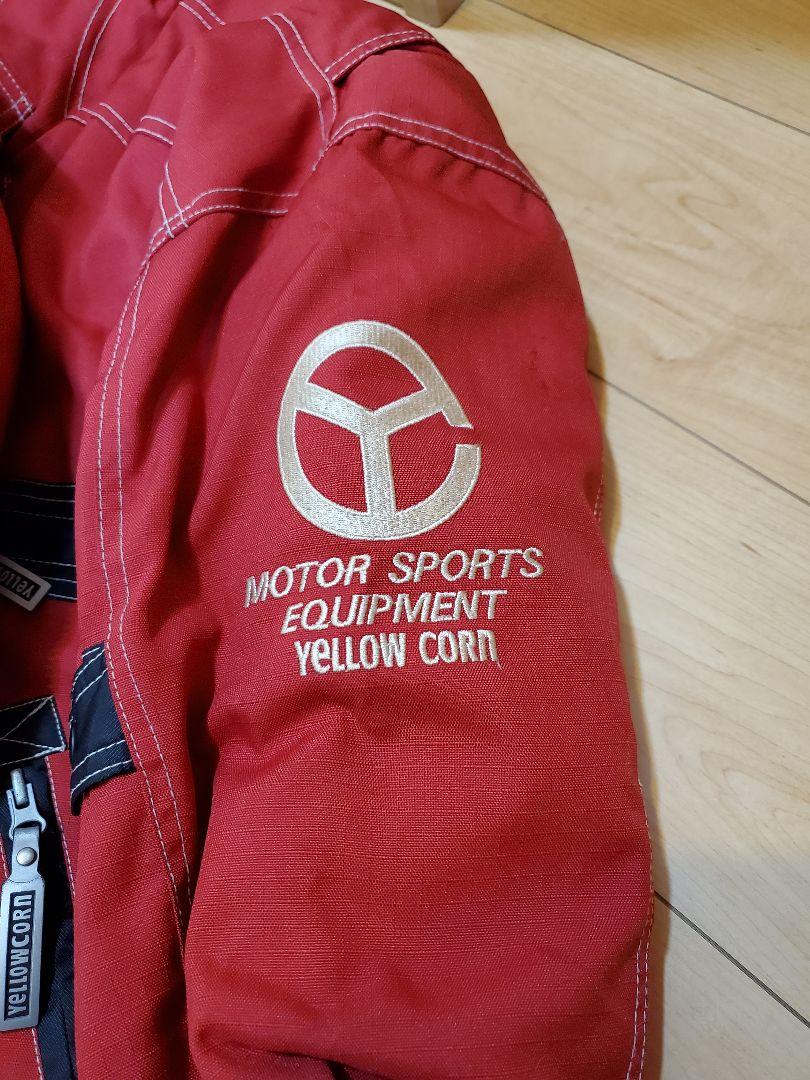 MOTOR SPORTS
EQUIPMENT
YeLLOW CORn
YeLLOWCORn